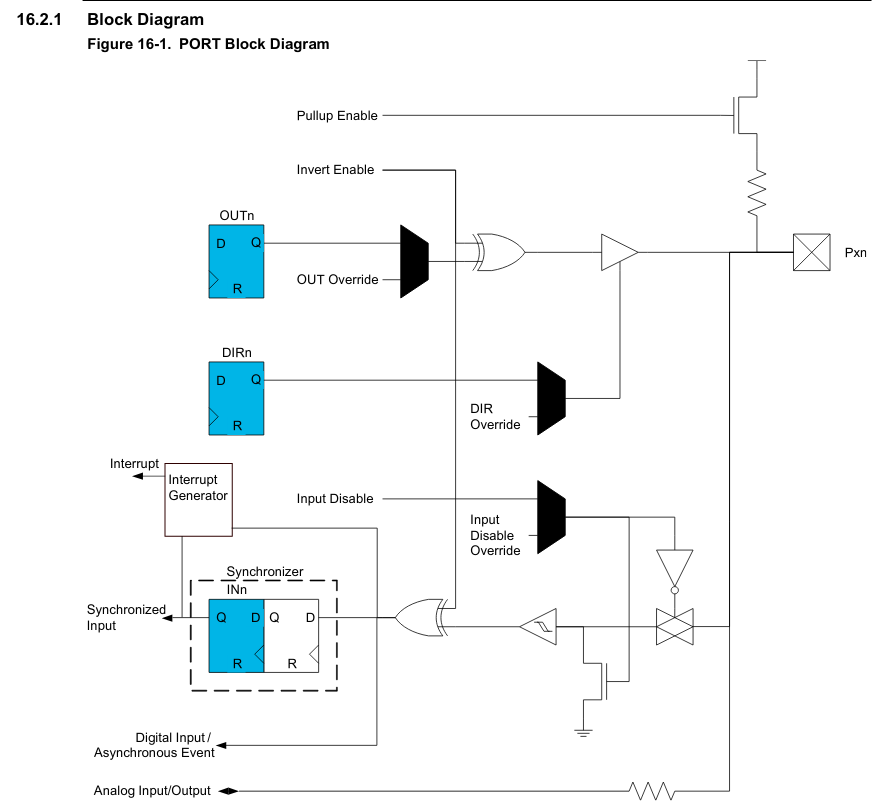 16.2.1 Block Diagram
Figure 16-1. PORT Block Diagram
Pullup Enable
Invert Enable
OUTn
D Q
R
OUT Override
Pxn
DIRn
D Q
R
DIR
Override
Interrupt
Interrupt
Generator
Input Disable
Input
Disable
Override
Synchronizer
INn
Synchronized
Input
Q D Q D
R R
Digital Input /
Asynchronous Event
Analog Input/Output